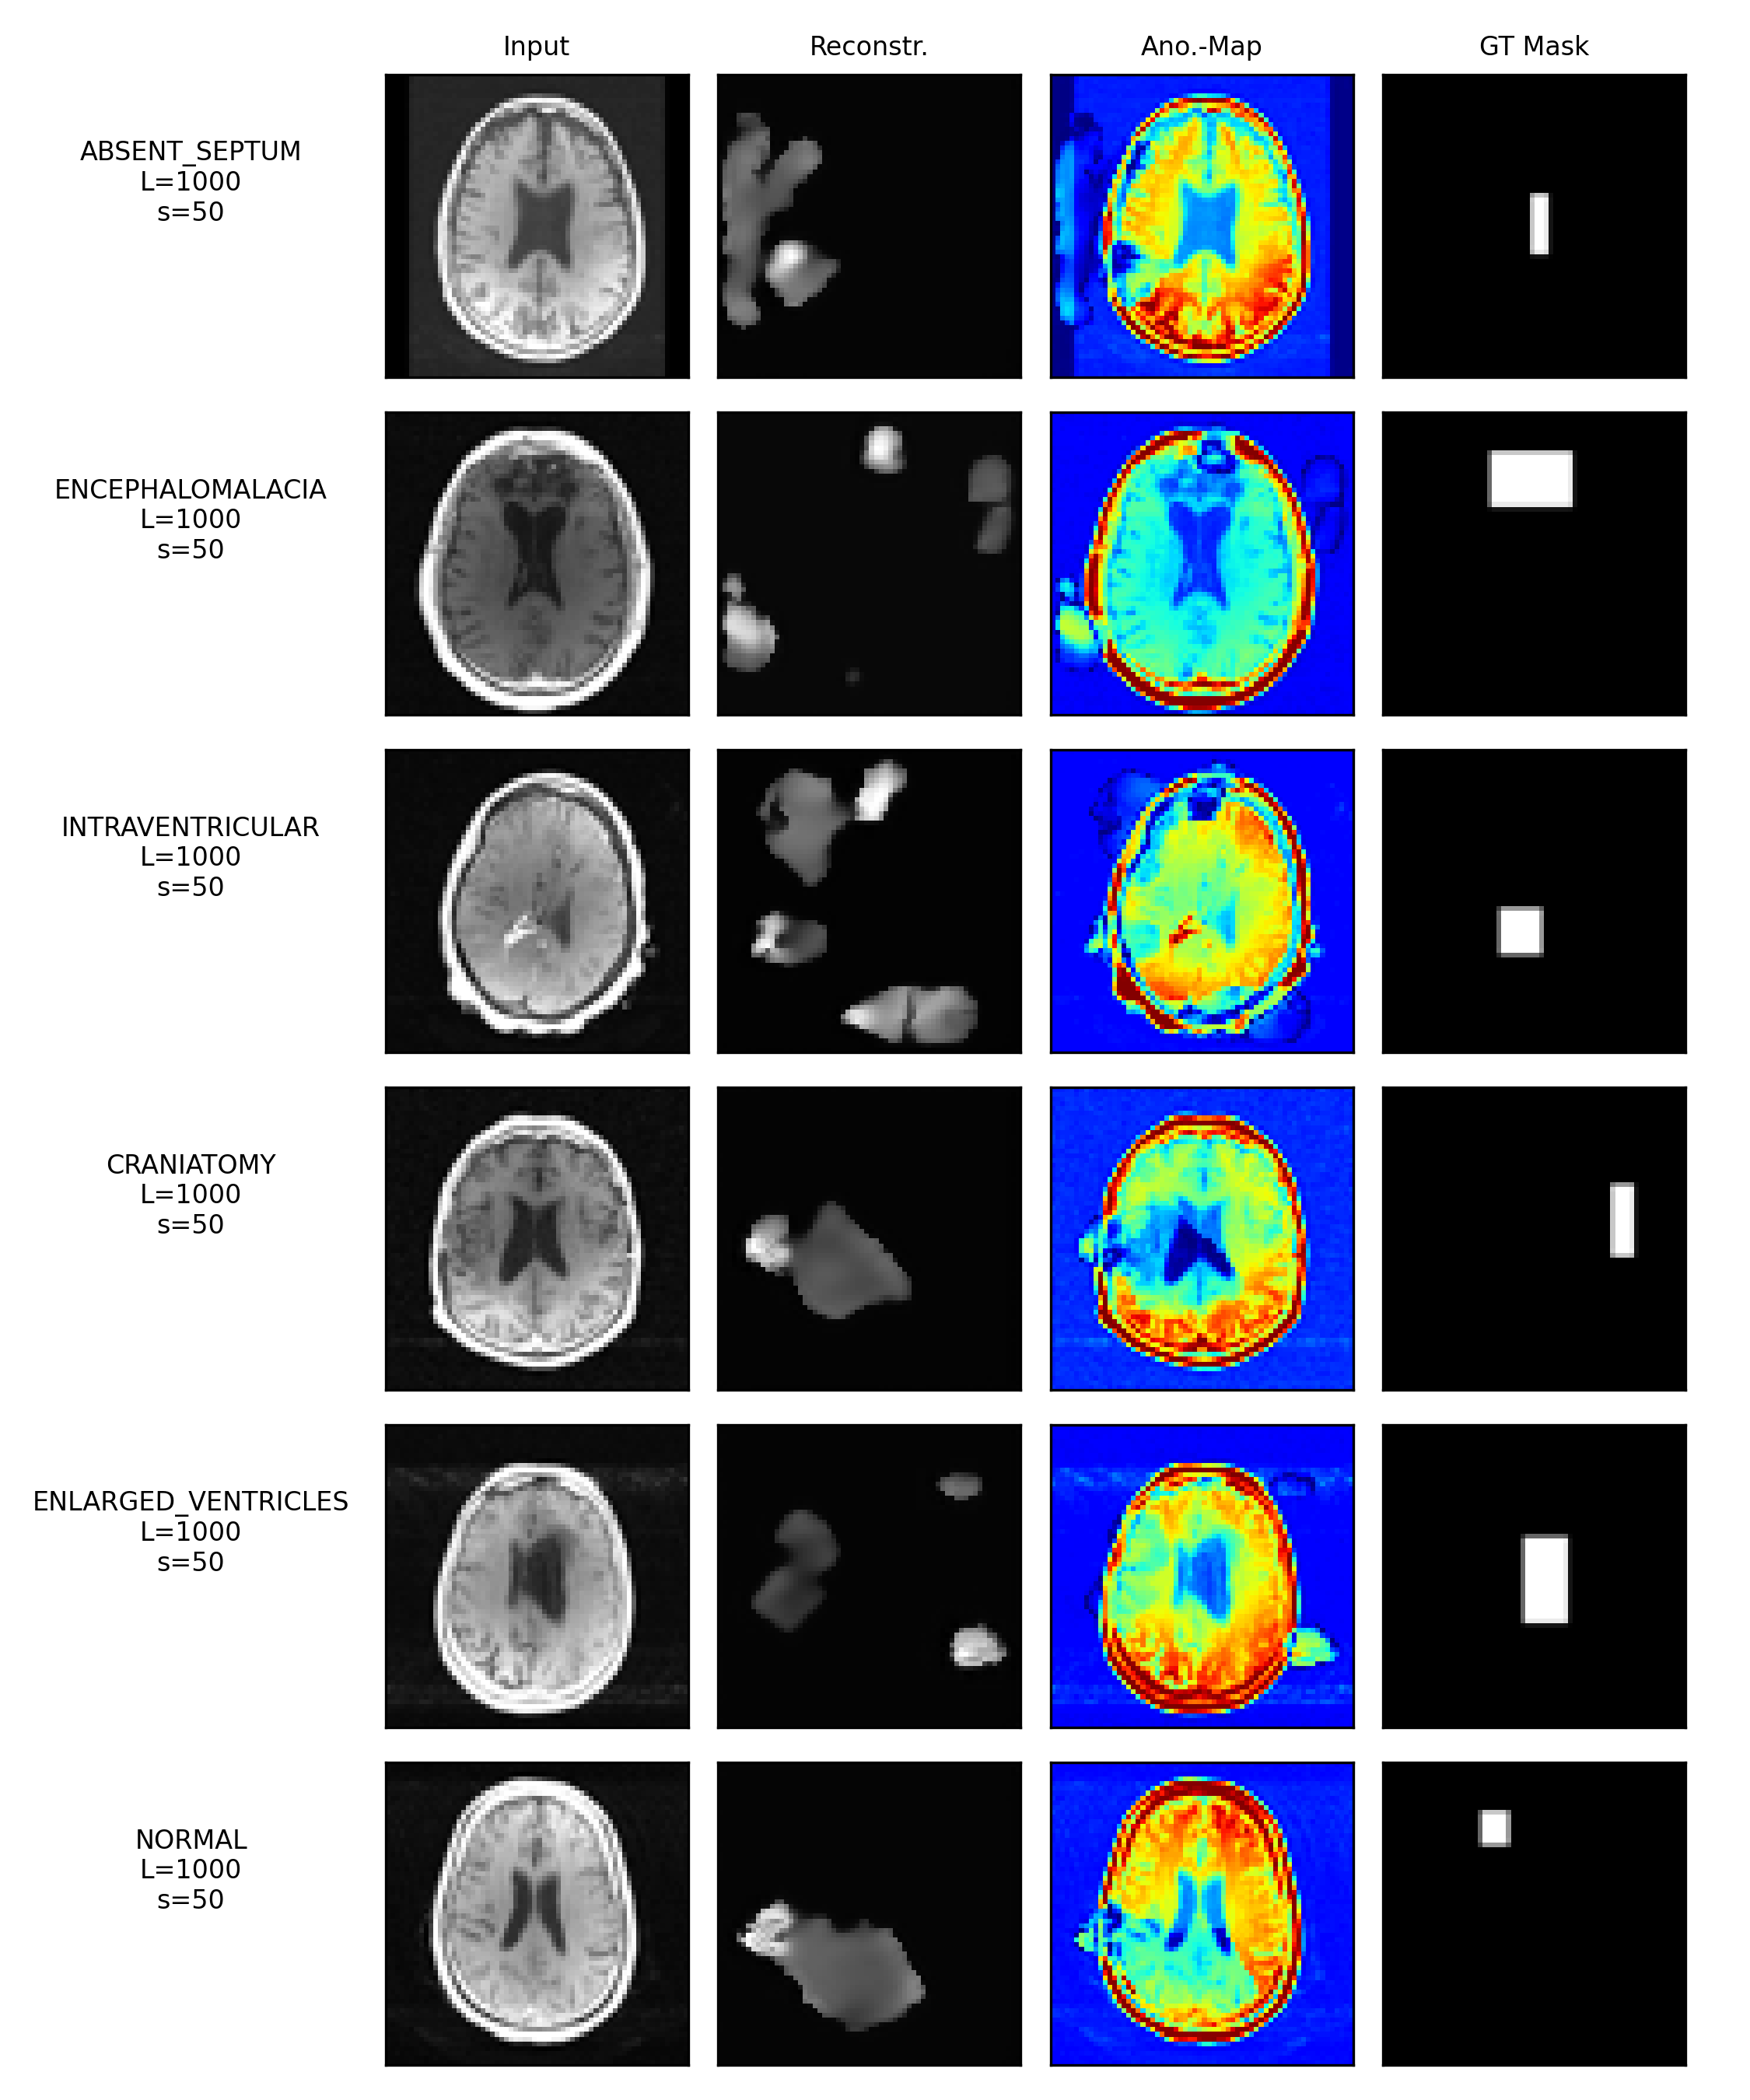 Input Reconstr. Ano.-Map GT Mask
ABSENT_SEPTUM
L=1000
s=50
ENCEPHALOMALACIA
L=1000
s=50
INTRAVENTRICULAR
L=1000
s=50
CRANIATOMY
L=1000
s=50
ENLARGED_VENTRICLES
L=1000
s=50
NORMAL
L=1000
s=50